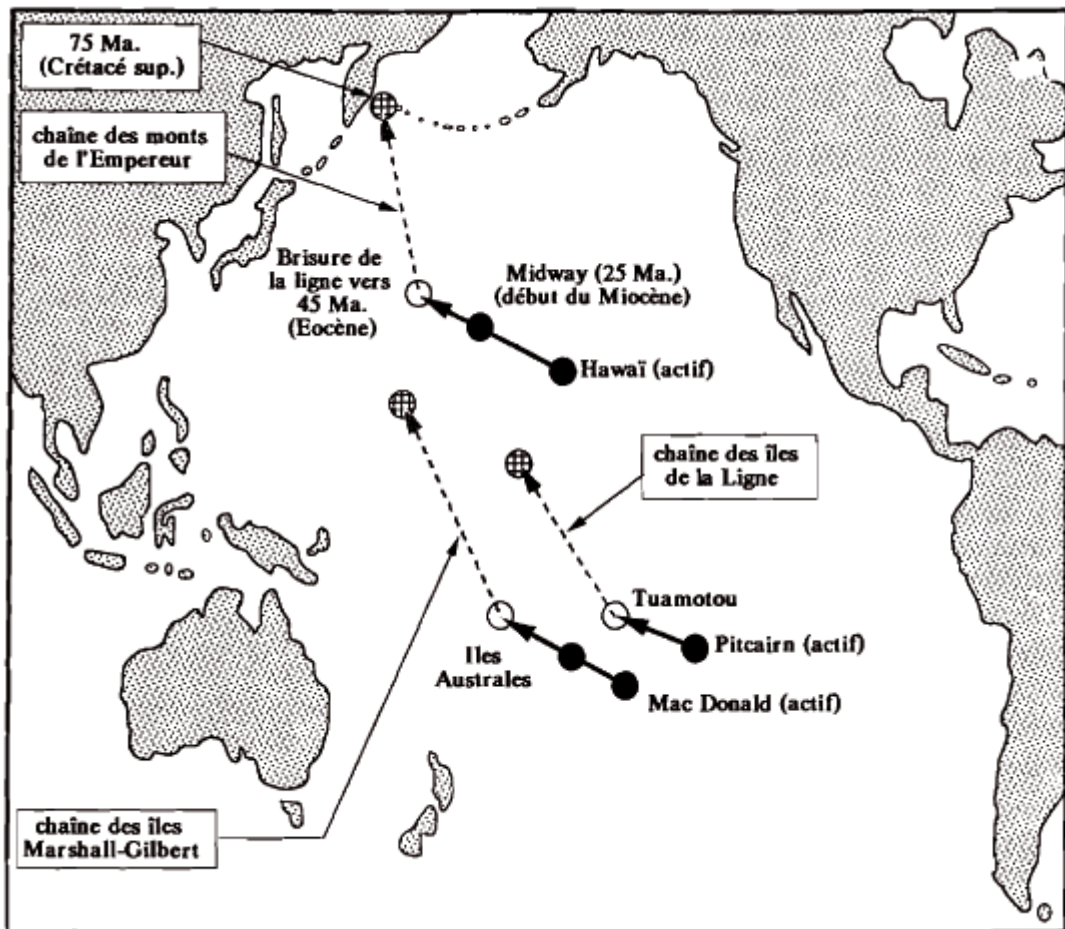 75 Ma.
(Crétacé sup.)
chaîne des monts
de l'Empereur
Brisure de
la ligne vers
45 Ma.
(Eocène)
Midway (25 Ma.)
(début du Miocène)
Hawaï (actif)
chaîne des îles
de la Ligne
Tuamotou
Pitcairn (actif)
Iles
Australes
Mac Donald (actif)
chaîne des îles
Marshall-Gilbert